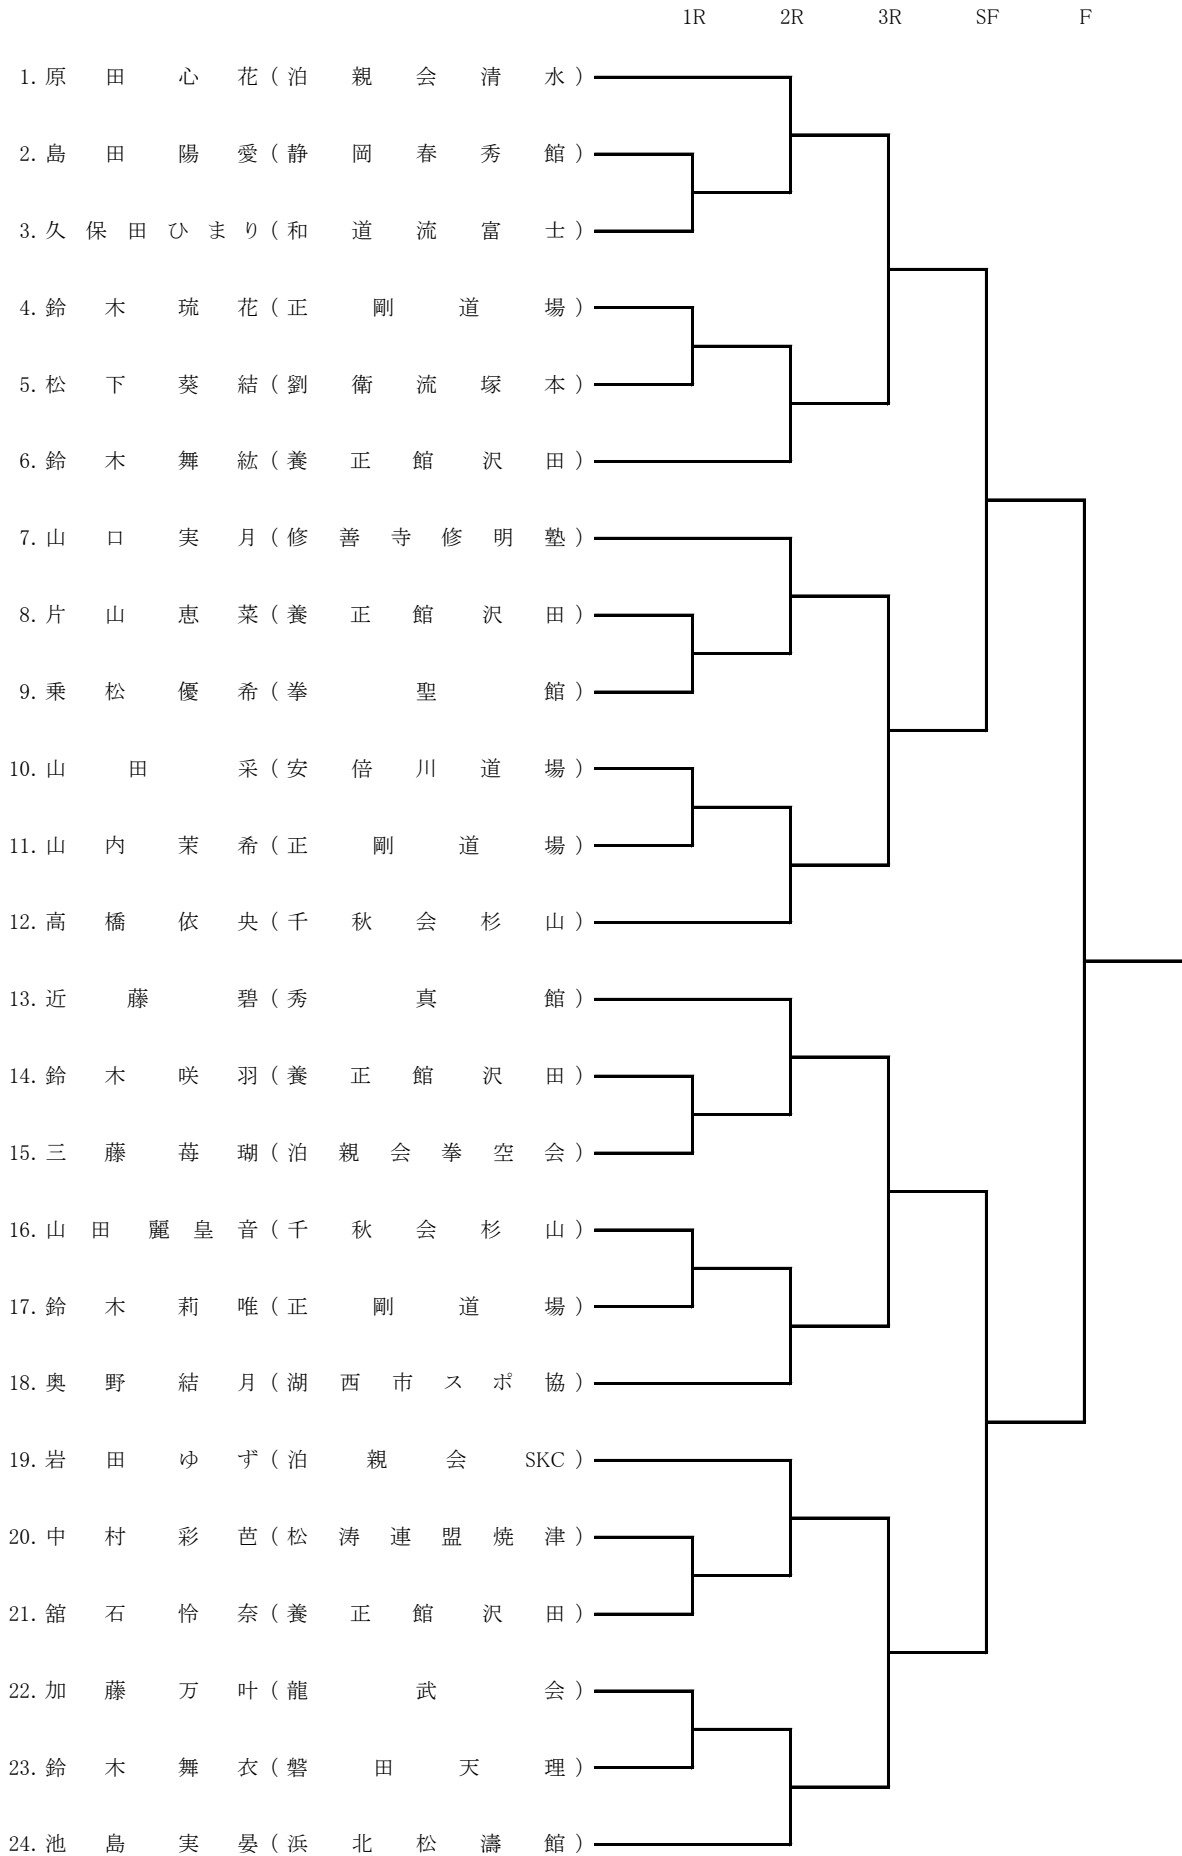 1R 2R 3R SF F
1. 原田心花(泊親会清水)
2. 島田陽愛(静岡春秀館)
3. 久保田ひまり(和道流富士)
4. 鈴木琉花(正剛道場)
5. 松下葵結(劉衛流塚本)
6. 鈴木舞紘(養正館沢田)
7. 山口実月(修善寺修明塾)
8. 片山恵菜(養正館沢田)
9. 乗松優希(拳聖館)
10. 山田采(安倍川道場)
11. 山内茉希(正剛道場)
12. 高橋依央(千秋会杉山)
13. 近藤碧(秀真館)
14. 鈴木咲羽(養正館沢田)
15. 三藤苺瑚(泊親会拳空会)
16. 山田麗皇音(千秋会杉山)
17. 鈴木莉唯(正剛道場)
18. 奥野結月(湖西市スポ協)
19. 岩田ゆず(泊親会SKC)
20. 中村彩芭(松涛連盟焼津)
21. 舘石怜奈(養正館沢田)
22. 加藤万叶(龍武会)
23. 鈴木舞衣(磐田天理)
24. 池島実晏(浜北松濤館)